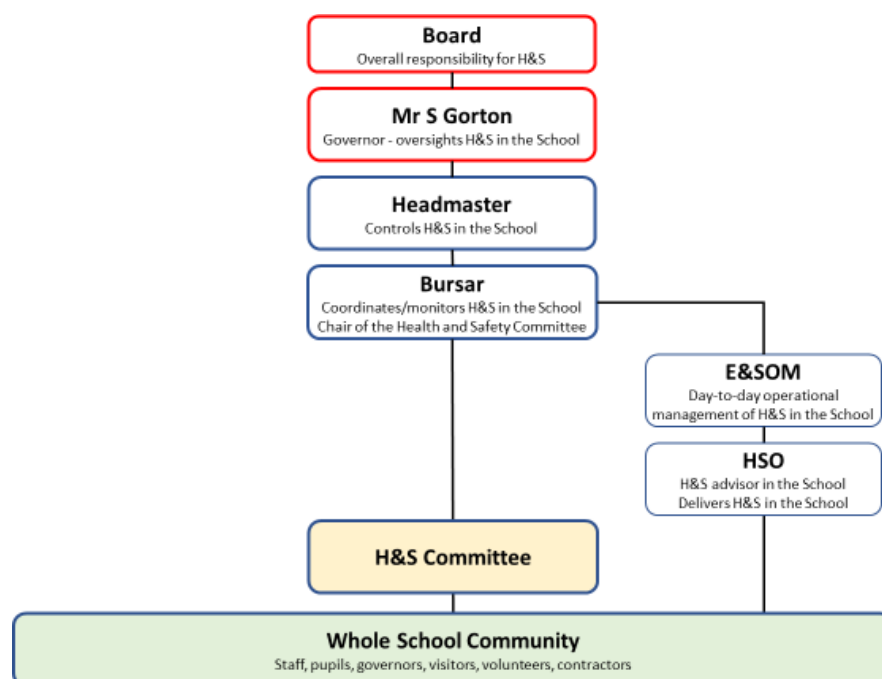 Board
Overall responsibility for H&S
Mr S Gorton
Governor - oversights H&S in the School
Headmaster
Controls H&S in the School
Bursar
Coordinates/monitors H&S in the School
Chair of the Health and Safety Committee
E&SOM
Day-to-day operational
management of H&S in the School
HSO
H&S advisor in the School
Delivers H&S in the School
H&S Committee
Whole School Community
Staff, pupils, governors, visitors, volunteers, contractors